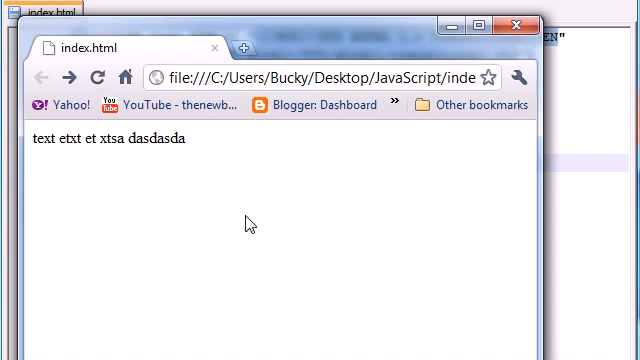 index.html
EN"
index.html
file:///C:/Users/Bucky/Desktop/JavaScript/inde
Yahoo! YouTube - thenewb... Blogger: Dashboard » Other bookmarks
text etxt et xtsa dasdasda